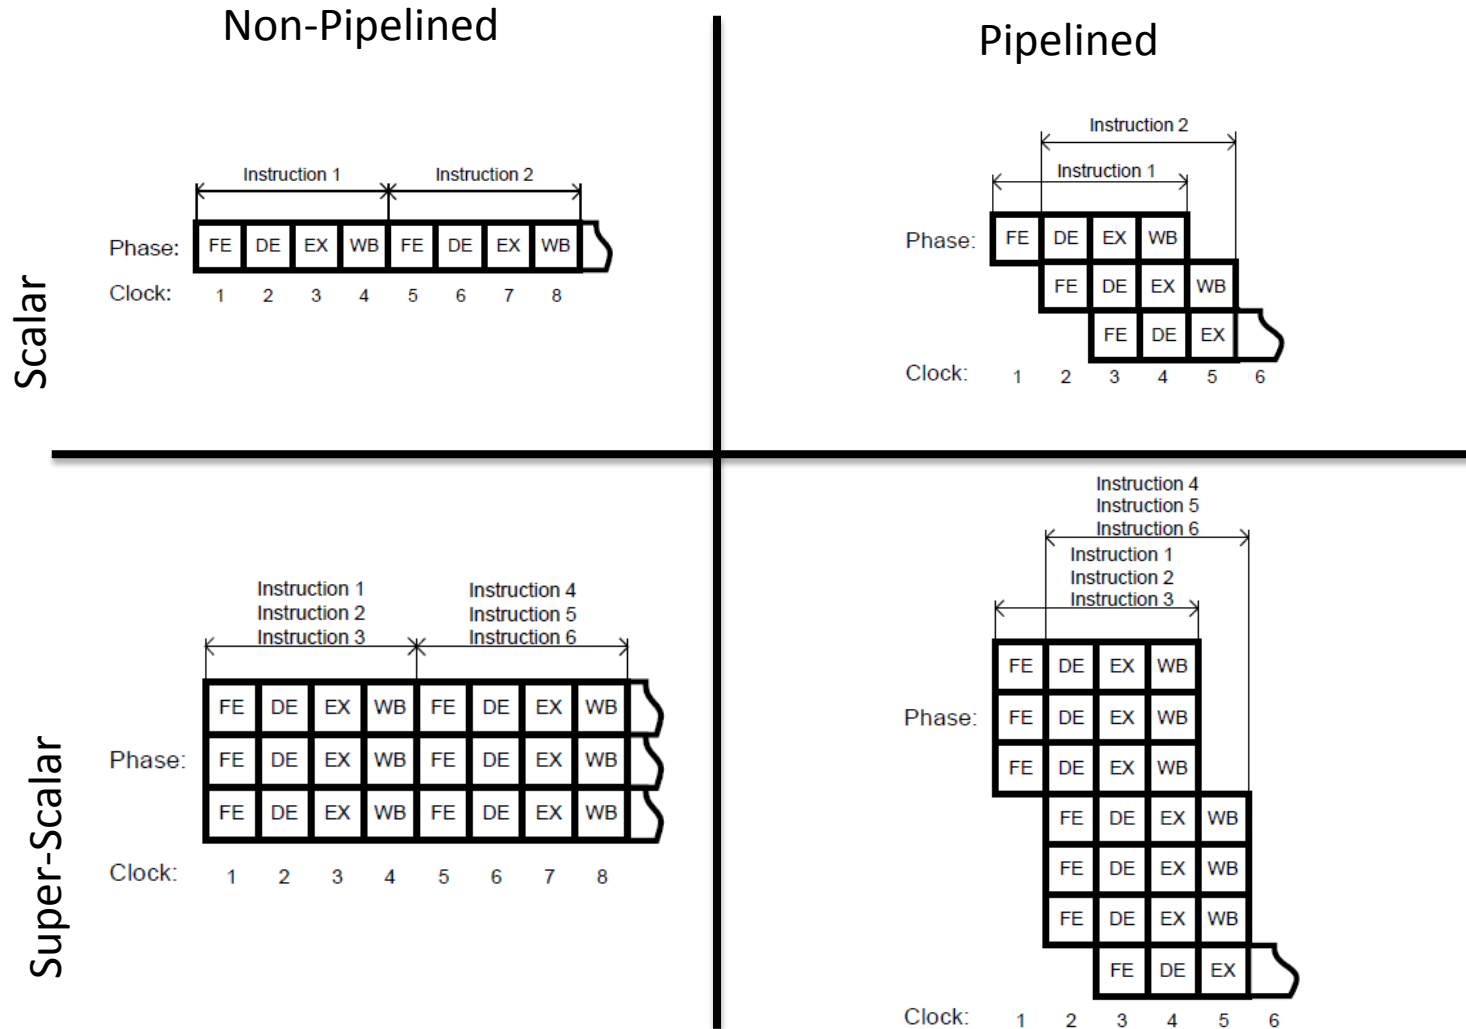 Non-Pipelined
Pipelined
Scalar
Super-Scalar
Instruction 1 Instruction 2
Phase: FE DE EX WB FE DE EX WB
Clock: 1 2 3 4 5 6 7 8
Instruction 2
Instruction 1
Phase: FE DE EX WB
FE DE EX WB
FE DE EX
Clock: 1 2 3 4 5 6
Instruction 1 Instruction 4
Instruction 2 Instruction 5
Instruction 3 Instruction 6
FE DE EX WB FE DE EX WB
Phase: FE DE EX WB FE DE EX WB
FE DE EX WB FE DE EX WB
Clock: 1 2 3 4 5 6 7 8
Instruction 4
Instruction 5
Instruction 6
Instruction 1
Instruction 2
Instruction 3
FE DE EX WB
Phase: FE DE EX WB
FE DE EX WB
FE DE EX WB
FE DE EX WB
FE DE EX WB
FE DE EX
Clock: 1 2 3 4 5 6